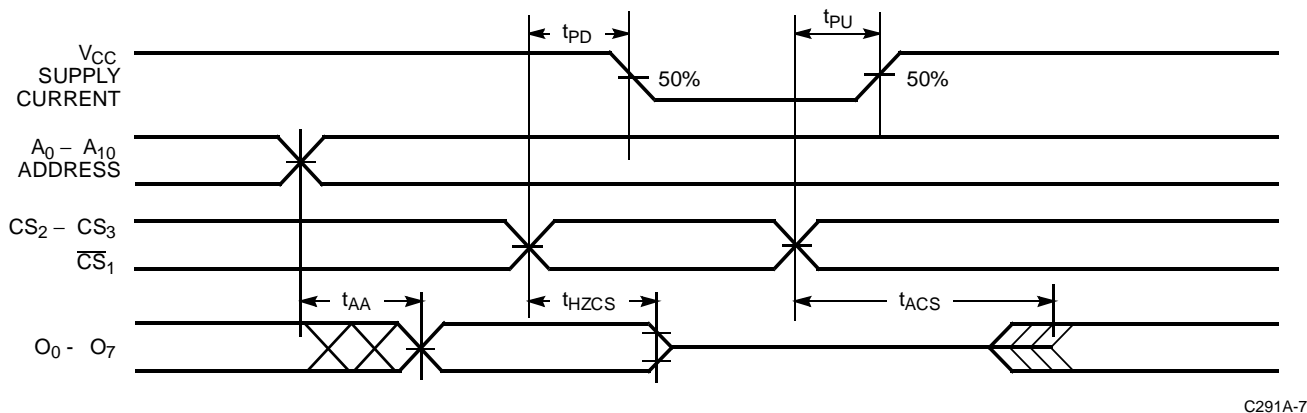 tPD
tPU
VCC
SUPPLY
CURRENT
50%
50%
A0 – A10
ADDRESS
CS2 – CS3
CS1
tAA
tHZCS
tACS
O0 - O7
C291A-7